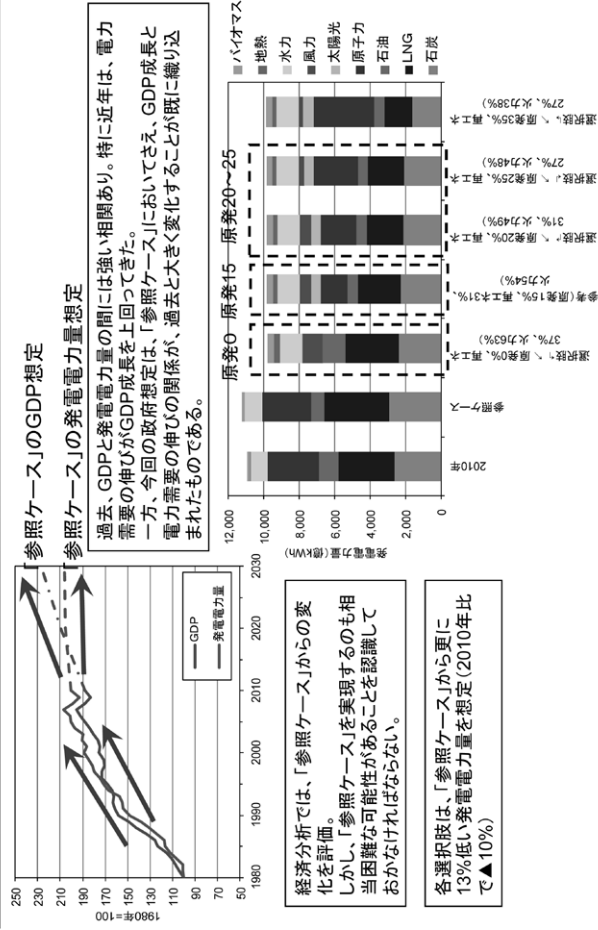 「参照ケース」のGDP想定
「参照ケース」の発電電力量想定
250
230
210
190
170
150
130
110
90
70
50
1980年=100
1980
1990
2000
2010
2020
2030
GDP
発電電力量
過去、GDPと発電電力量の間には強い相関あり。特に近年は、電力
需要の伸びがGDP成長を上回ってきた。
一方、今回の政府想定は、「参照ケース」においてさえ、GDP成長と
電力需要の伸びの関係が、過去と大きく変化することが既に織り込
まれたものである。
経済分析では、「参照ケース」からの変
化を評価。
しかし、「参照ケース」を実現するのも相
当困難な可能性があることを認識して
おかなければならない。
各選択肢は、「参照ケース」から更に
13%低い発電電力量を想定(2010年比
で▲10%)
原発0
原発15
原発20~25
12,000
10,000
8,000
6,000
4,000
2,000
0
発電電力量(億kWh)
2010年
参照ケース
選択肢
原発0%、再エネ
37%、火力63%)
参考(原発15%、再エネ31%、
火力54%)
選択肢
原発20%、再エネ
31%、火力49%)
選択肢
原発25%、再エネ
27%、火力48%)
選択肢
原発35%、再エネ
27%、火力38%)
バイオマス
地熱
水力
風力
太陽光
原子力
石油
LNG
石炭